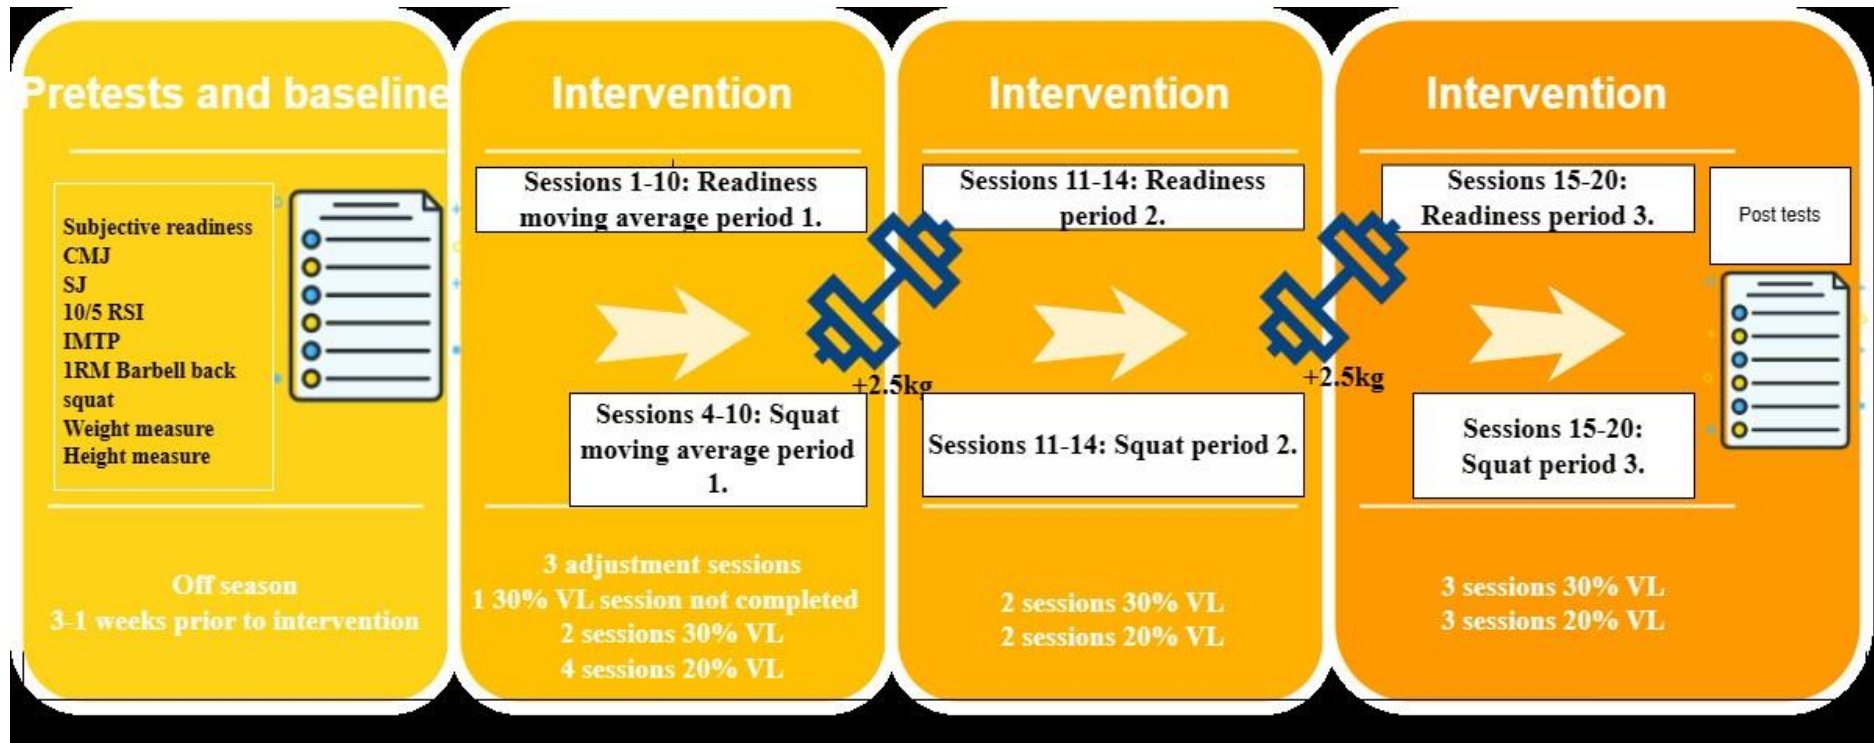 Pretests and baseline
Subjective readiness
CMJ
SJ
10/5 RSI
IMTP
1RM Barbell back
squat
Weight measure
Height measure
Off season
3-1 weeks prior to intervention
Intervention
Sessions 1-10: Readiness
moving average period 1.
+2.5kg
Sessions 4-10: Squat
moving average period
1.
3 adjustment sessions
1 30% VL session not completed
2 sessions 30% VL
4 sessions 20% VL
Intervention
Sessions 11-14: Readiness
period 2.
+2.5kg
Sessions 11-14: Squat period 2.
2 sessions 30% VL
2 sessions 20% VL
Intervention
Sessions 15-20:
Readiness period 3.
Post tests
Sessions 15-20:
Squat period 3.
3 sessions 30% VL
3 sessions 20% VL